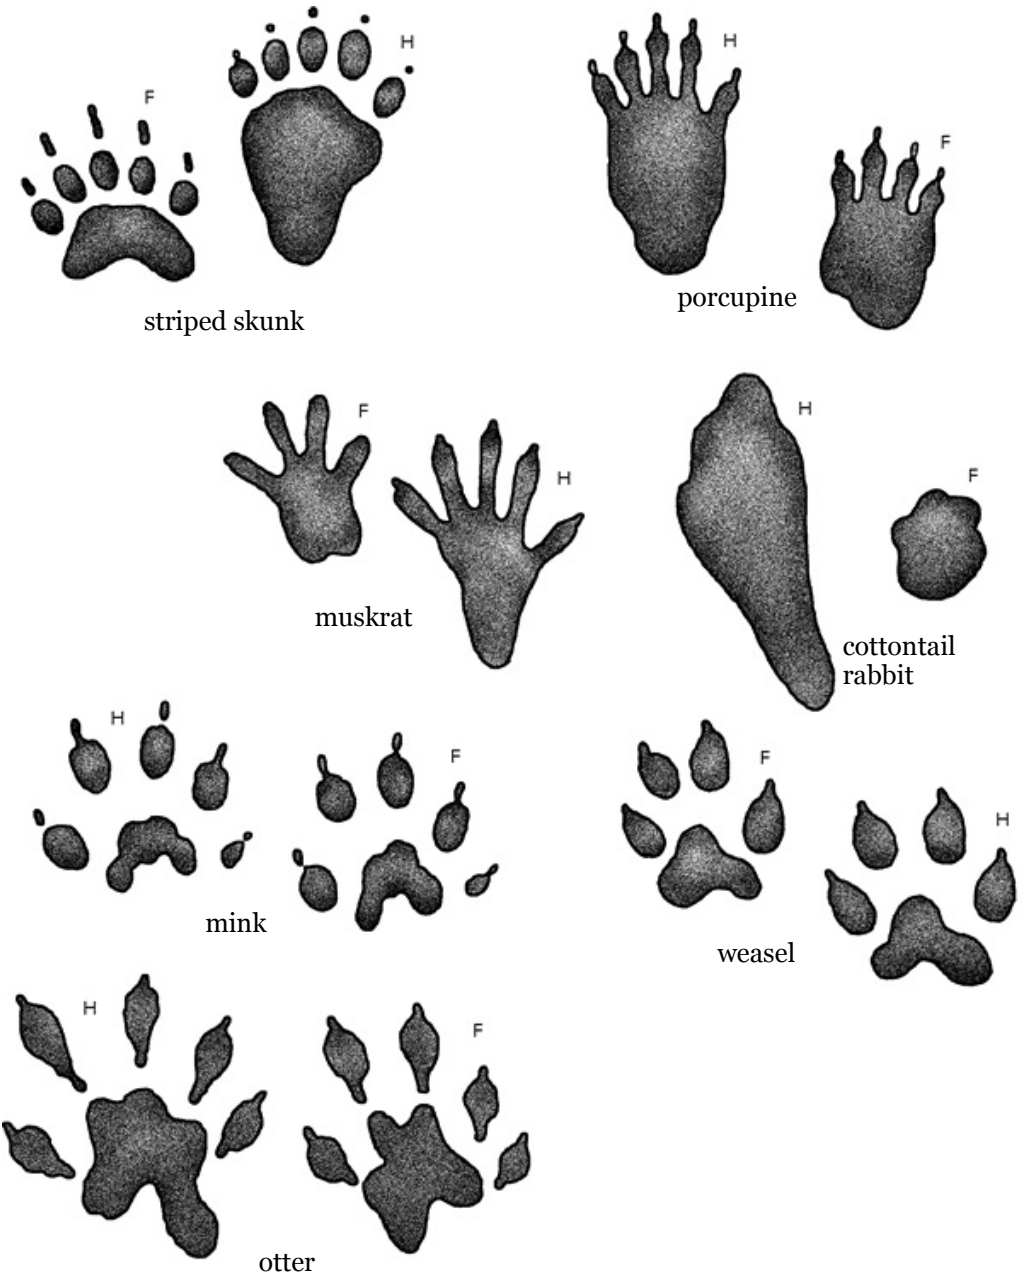 H
H
F
F
striped skunk
porcupine
F
H
H
F
muskrat
cottontail
rabbit
H
F
F
H
mink
weasel
H
F
otter